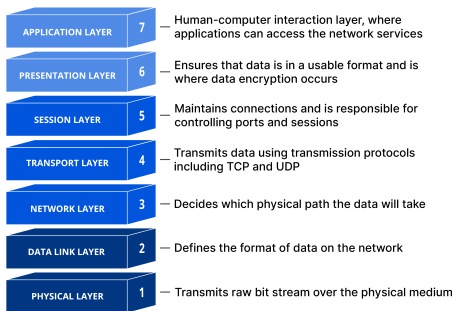 APPLICATION LAYER 7
Human-computer interaction layer, where
applications can access the network services
PRESENTATION LAYER 6
Ensures that data is in a usable format and is
where data encryption occurs
SESSION LAYER 5
Maintains connections and is responsible for
controlling ports and sessions
TRANSPORT LAYER 4
Transmits data using transmission protocols
including TCP and UDP
NETWORK LAYER 3
Decides which physical path the data will take
DATA LINK LAYER 2
Defines the format of data on the network
PHYSICAL LAYER 1
Transmits raw bit stream over the physical medium